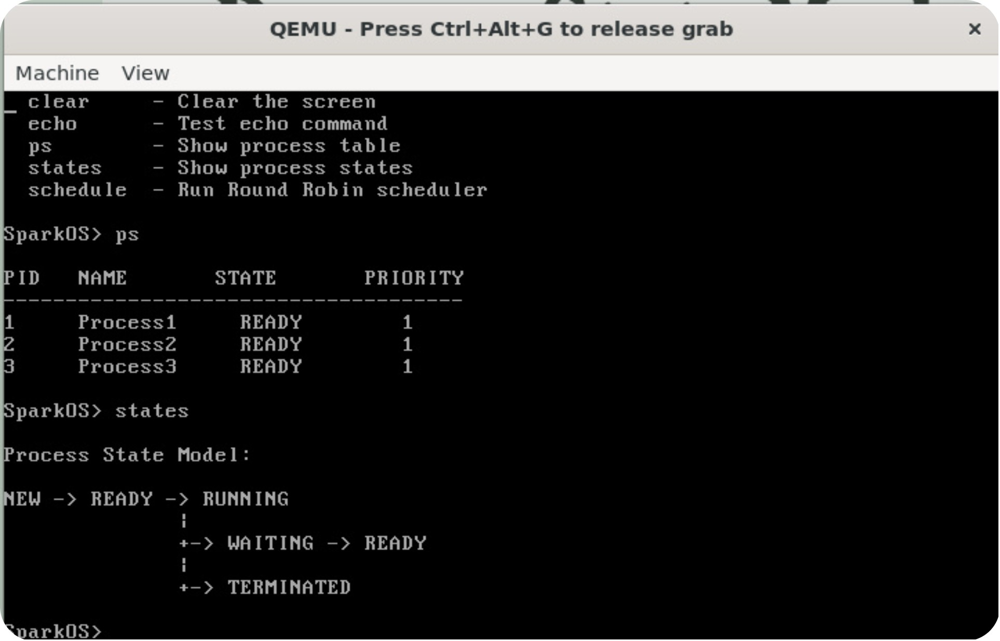 QEMU - Press Ctrl+Alt+G to release grab ×
Machine View
_ clear - Clear the screen
echo - Test echo command
ps - Show process table
states - Show process states
schedule - Run Round Robin scheduler
SparkOS> ps
PID NAME STATE PRIORITY
-------------------------------------
1 Process1 READY 1
2 Process2 READY 1
3 Process3 READY 1
SparkOS> states
Process State Model:
NEW -> READY -> RUNNING
|
+-> WAITING -> READY
|
+-> TERMINATED
SparkOS>